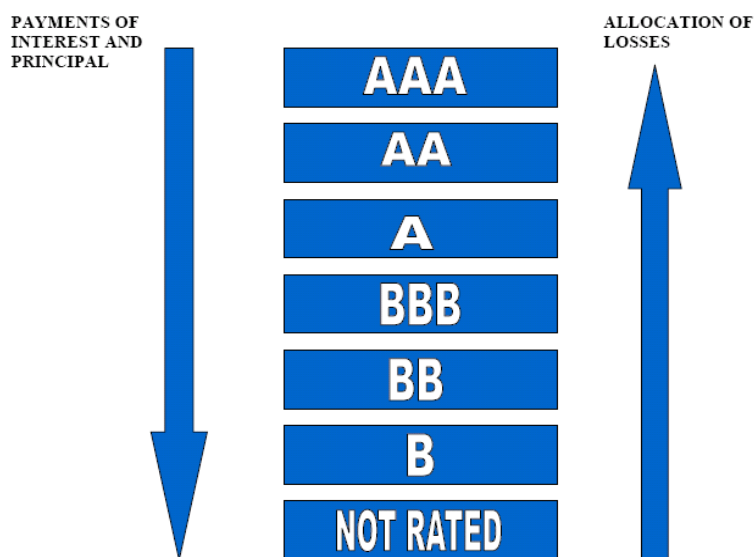 PAYMENTS OF
INTEREST AND
PRINCIPAL
ALLOCATION OF
LOSSES
AAA
AA
A
BBB
BB
B
NOT RATED